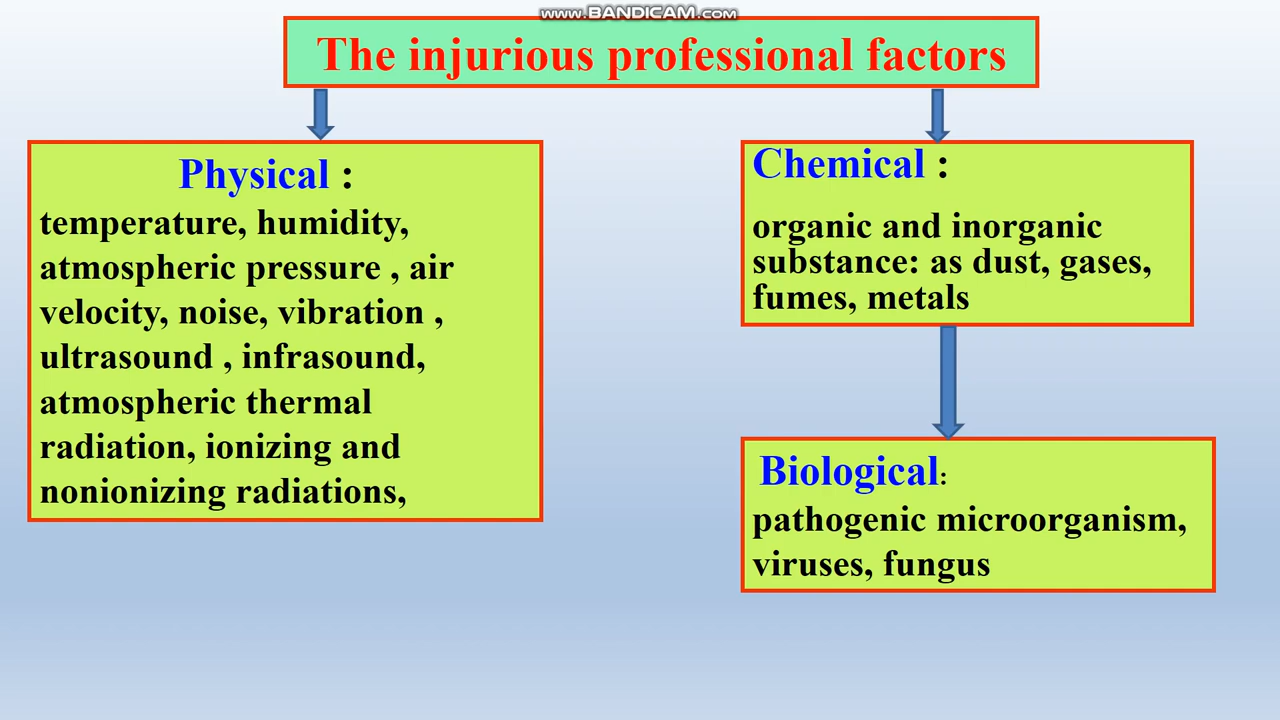 www.BANDICAM.com
The injurious professional factors
Physical :
temperature, humidity,
atmospheric pressure , air
velocity, noise, vibration ,
ultrasound , infrasound,
atmospheric thermal
radiation, ionizing and
nonionizing radiations,
Chemical :
organic and inorganic
substance: as dust, gases,
fumes, metals
Biological:
pathogenic microorganism,
viruses, fungus